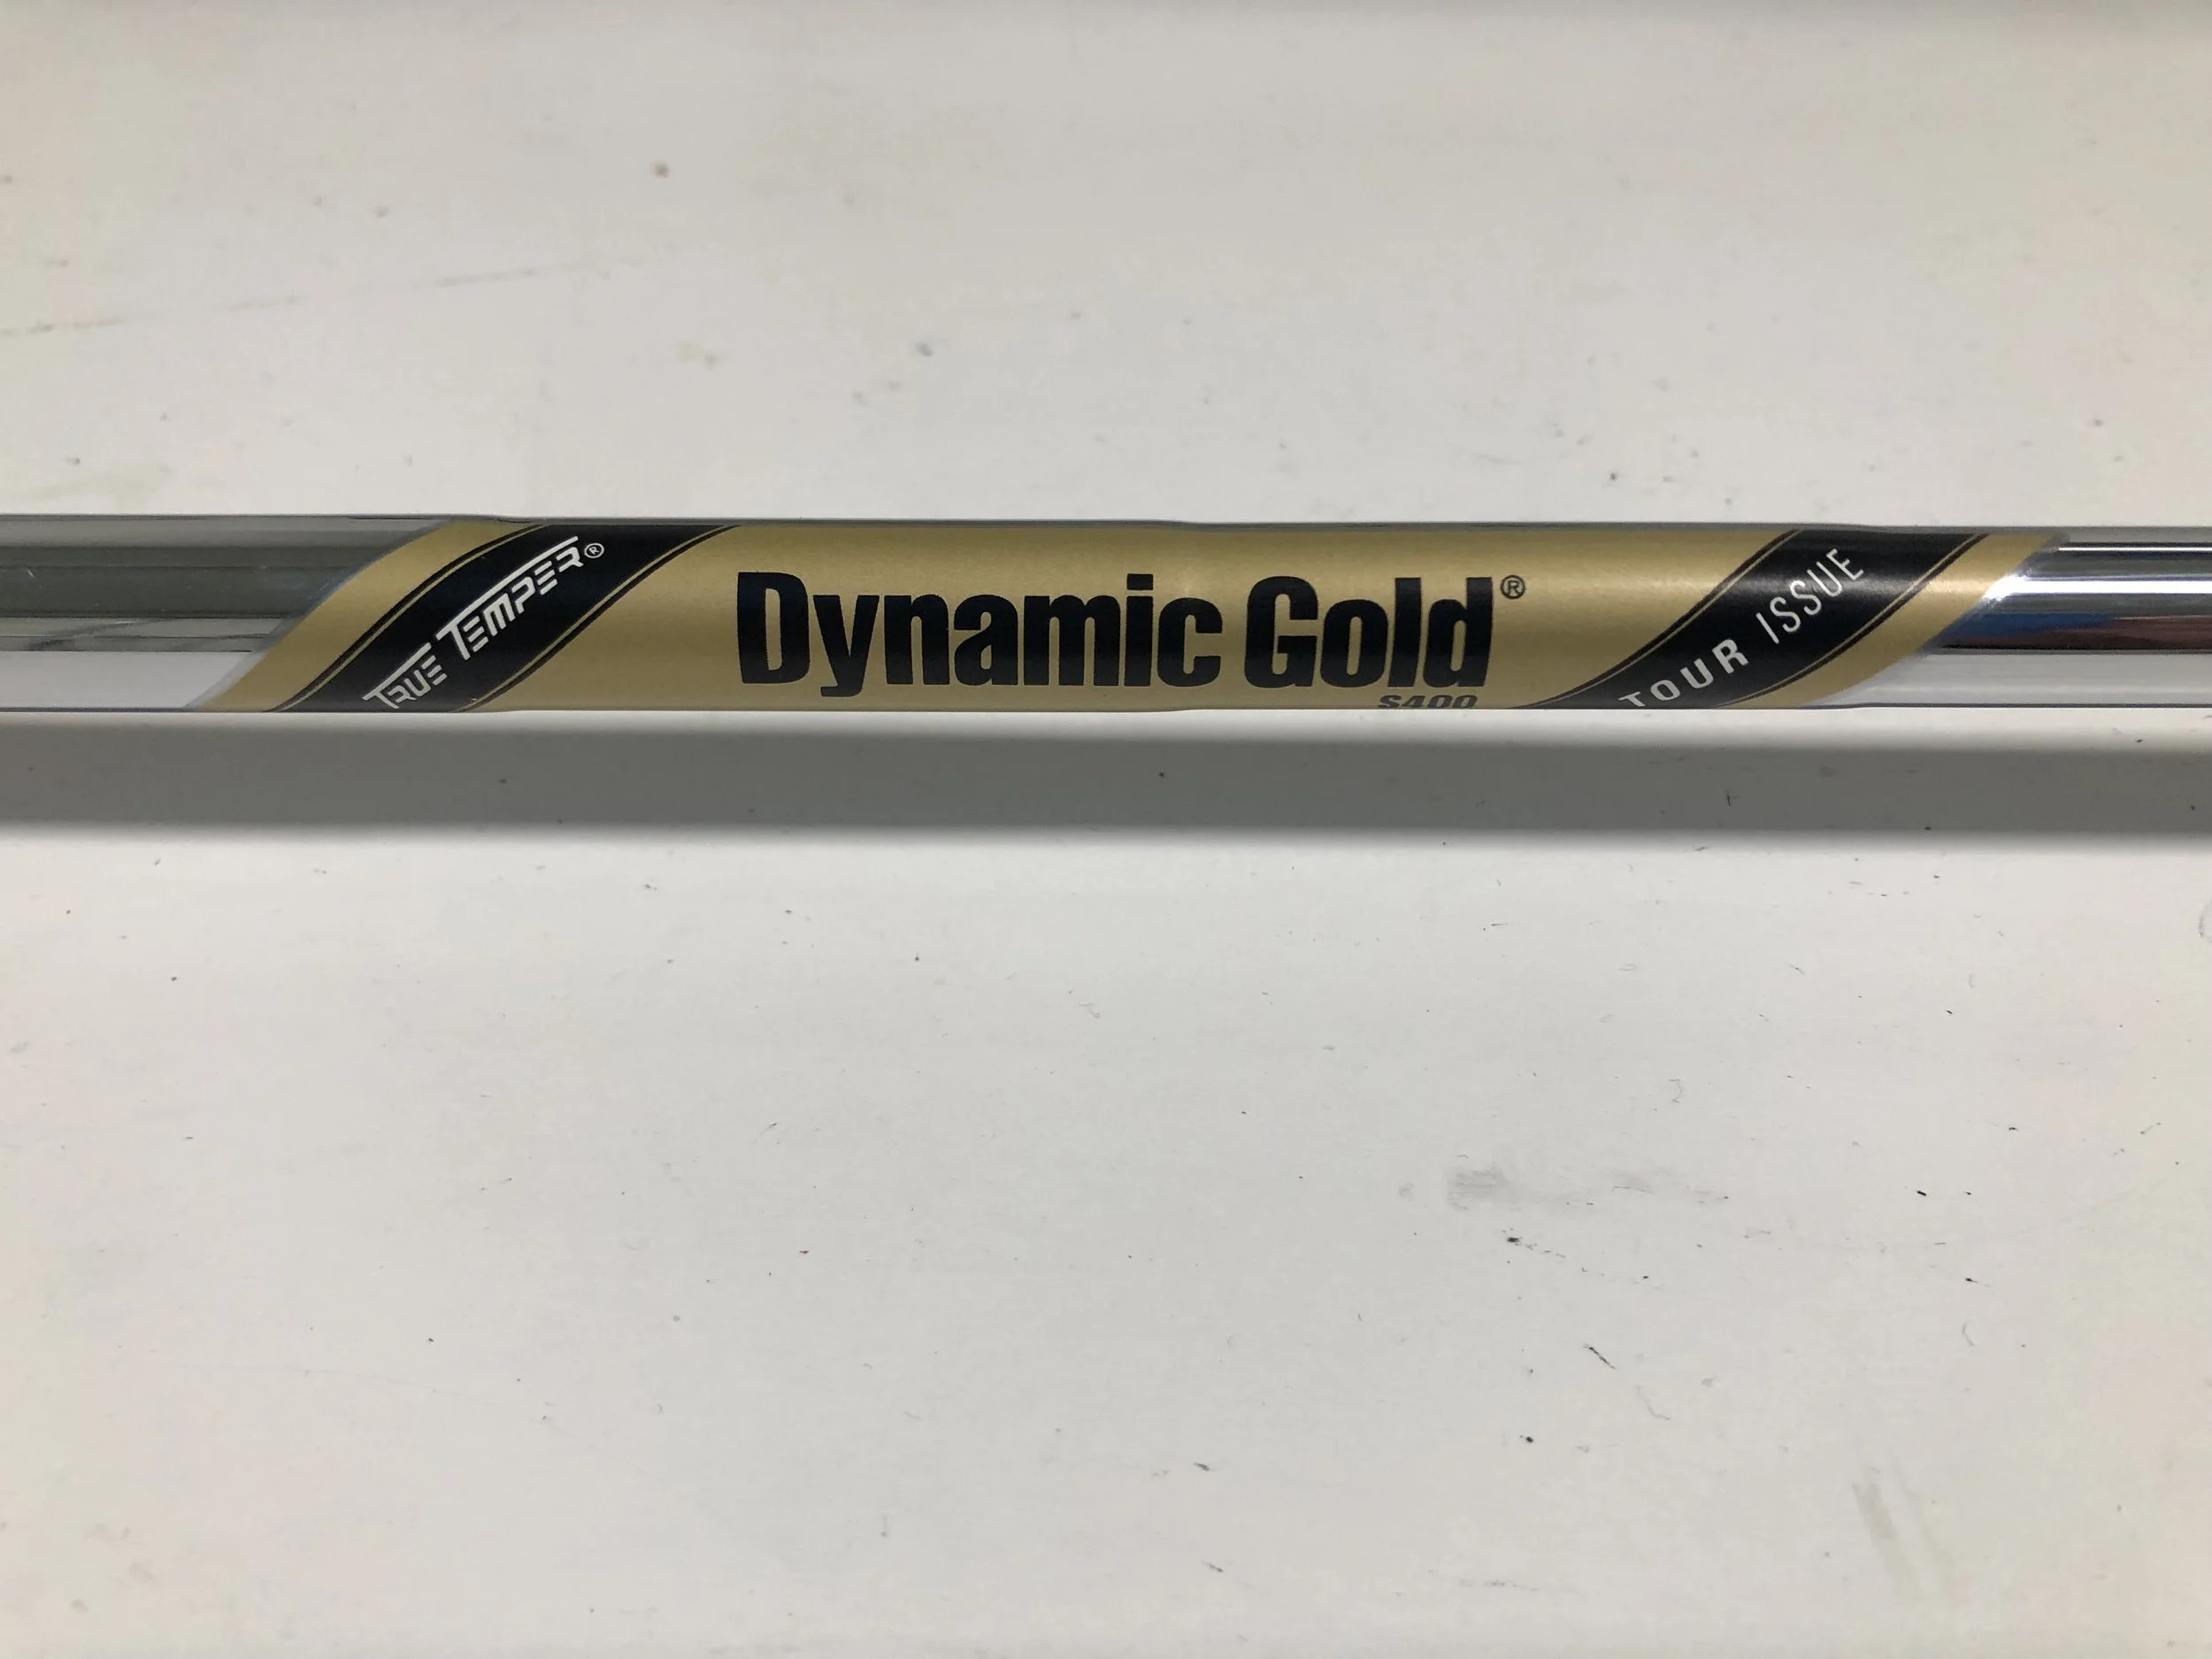 TRUE TEMPER®
Dynamic Gold®
S400
TOUR ISSUE